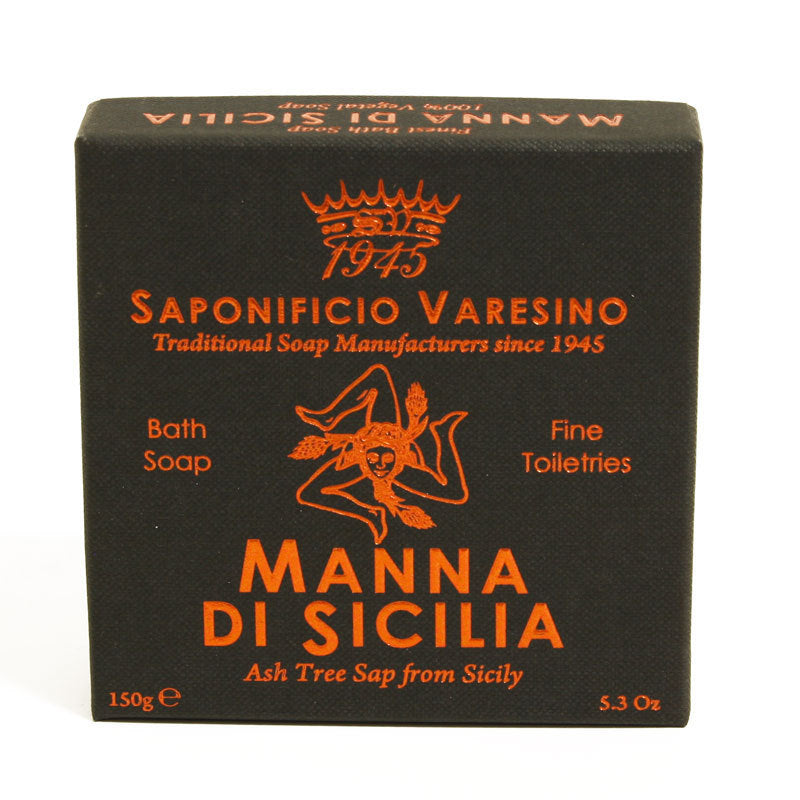 Finest Bath Soap
100% Vegetal Soap
MANNA DI SICILIA
1945
SAPONIFICIO VARESINO
Traditional Soap Manufacturers since 1945
Bath
Soap
Fine
Toiletries
MANNA
DI SICILIA
Ash Tree Sap from Sicily
150g ℮
5.3 Oz